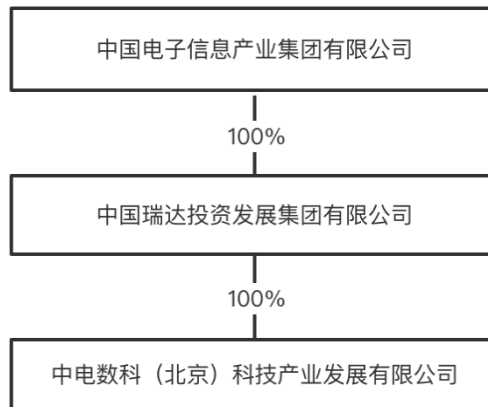 中国电子信息产业集团有限公司
100%
中国瑞达投资发展集团有限公司
100%
中电数科（北京）科技产业发展有限公司